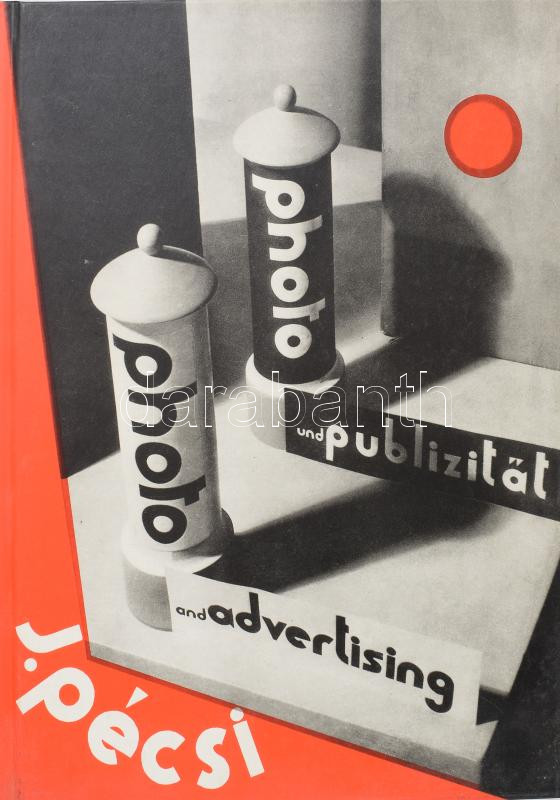 photo
und publizität
photo
and advertising
J. pécsi
darabanth